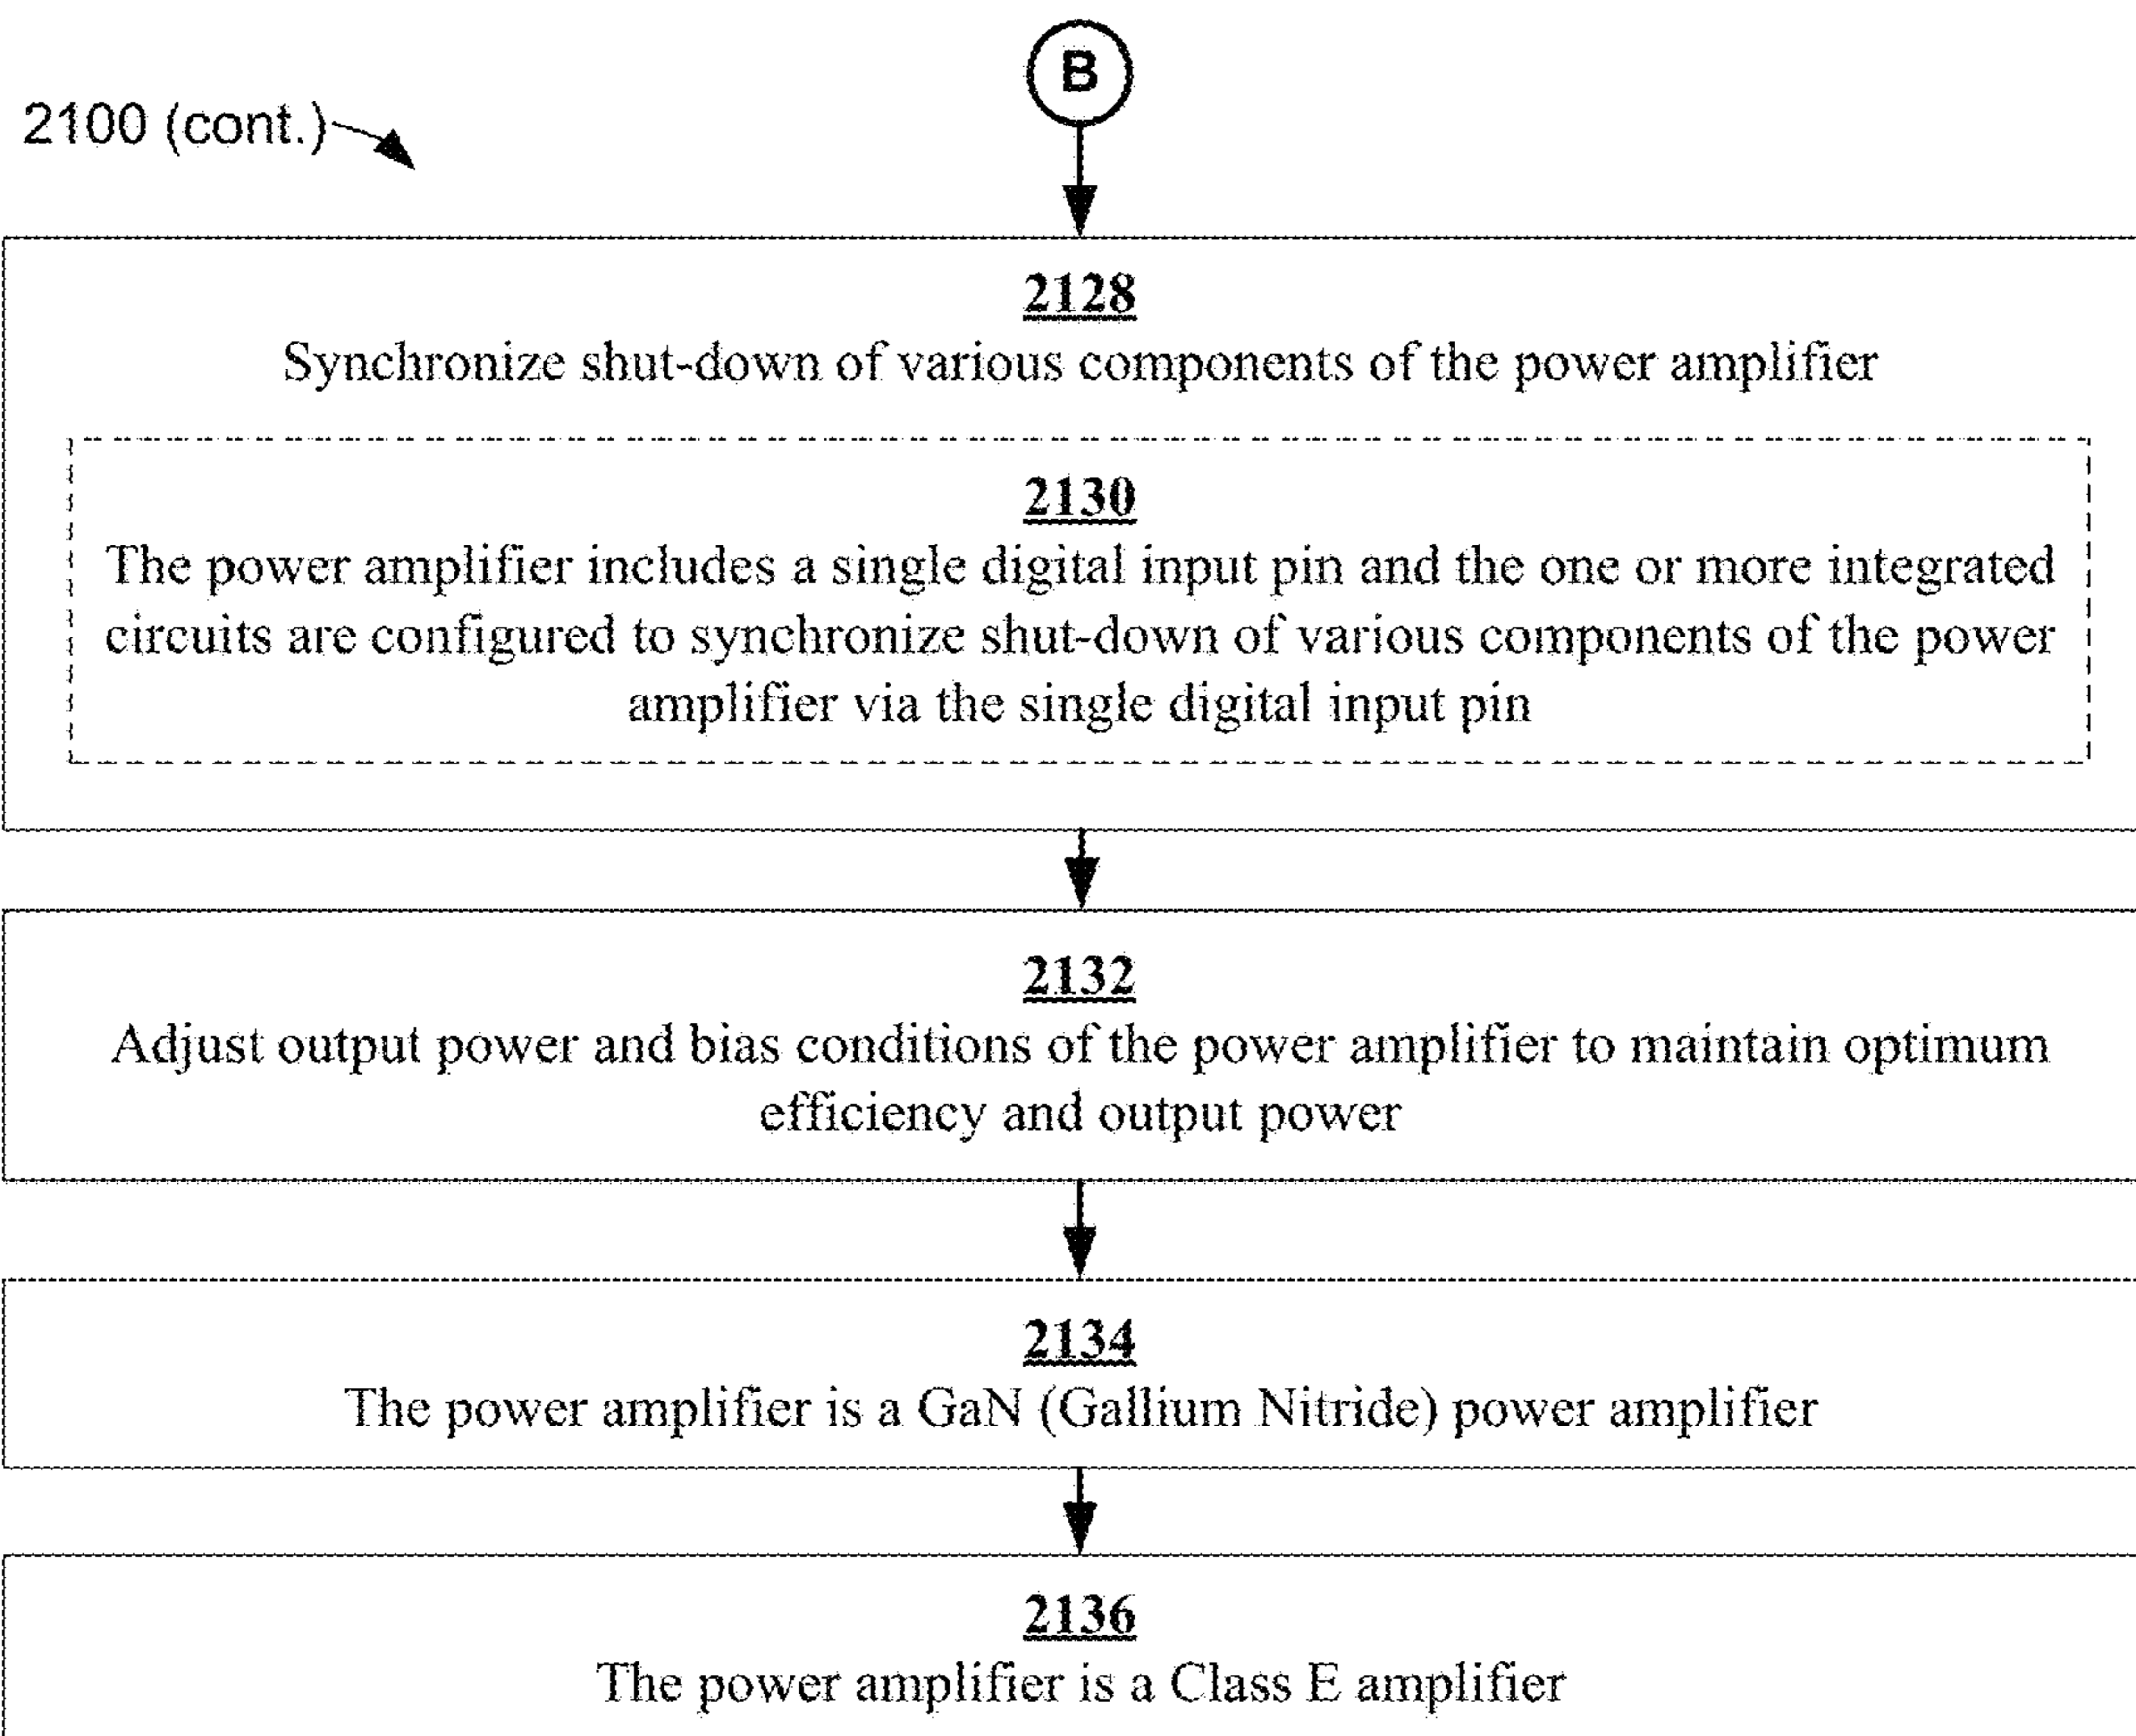 B
2100 (cont.)
2128
Synchronize shut-down of various components of the power amplifier
2130
The power amplifier includes a single digital input pin and the one or more integrated
circuits are configured to synchronize shut-down of various components of the power
amplifier via the single digital input pin
2132
Adjust output power and bias conditions of the power amplifier to maintain optimum
efficiency and output power
2134
The power amplifier is a GaN (Gallium Nitride) power amplifier
2136
The power amplifier is a Class E amplifier